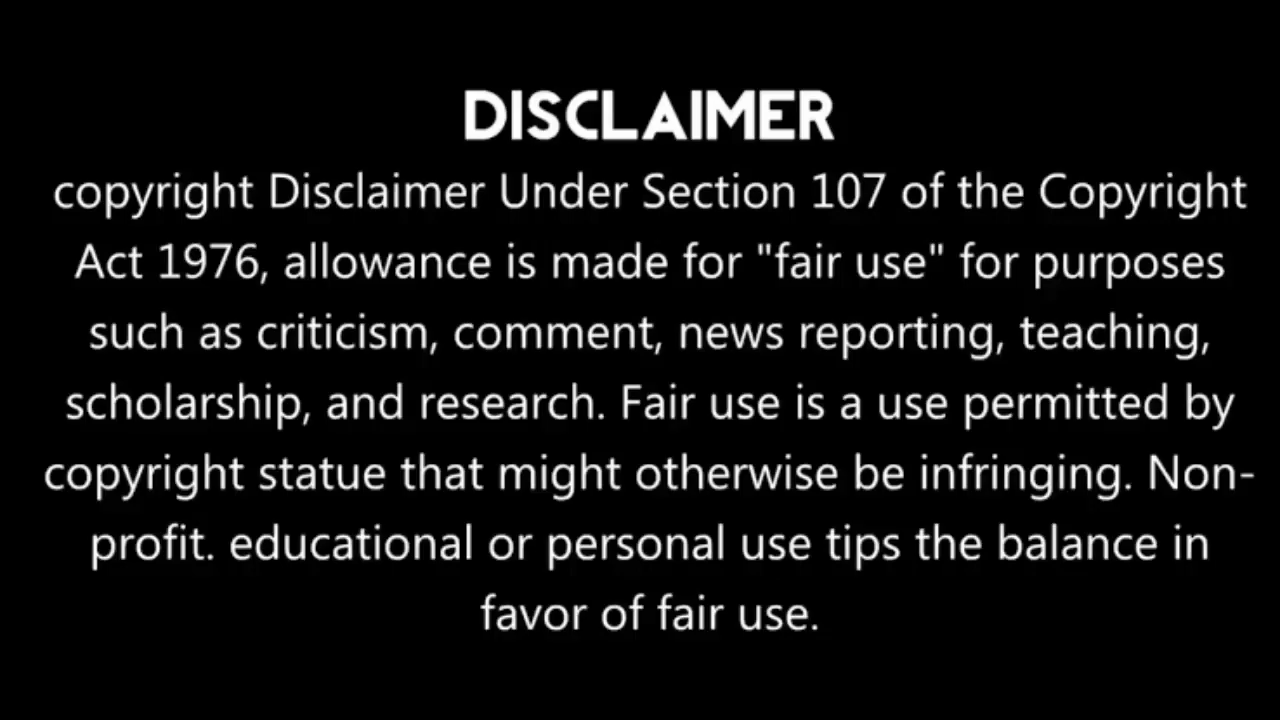 DISCLAIMER
copyright Disclaimer Under Section 107 of the Copyright
Act 1976, allowance is made for "fair use" for purposes
such as criticism, comment, news reporting, teaching,
scholarship, and research. Fair use is a use permitted by
copyright statue that might otherwise be infringing. Non-
profit. educational or personal use tips the balance in
favor of fair use.